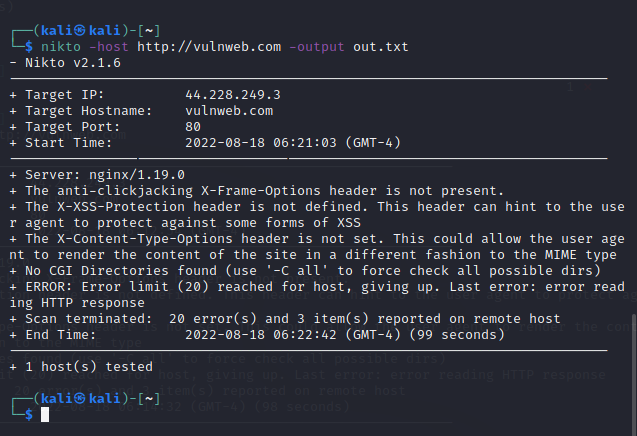 ┌──(kali㉿kali)-[~]
└─$ nikto -host http://vulnweb.com -output out.txt
- Nikto v2.1.6
+ Target IP: 44.228.249.3
+ Target Hostname: vulnweb.com
+ Target Port: 80
+ Start Time: 2022-08-18 06:21:03 (GMT-4)
+ Server: nginx/1.19.0
+ The anti-clickjacking X-Frame-Options header is not present.
+ The X-XSS-Protection header is not defined. This header can hint to the use
r agent to protect against some forms of XSS
+ The X-Content-Type-Options header is not set. This could allow the user age
nt to render the content of the site in a different fashion to the MIME type
+ No CGI Directories found (use '-C all' to force check all possible dirs)
+ ERROR: Error limit (20) reached for host, giving up. Last error: error read
ing HTTP response
+ Scan terminated: 20 error(s) and 3 item(s) reported on remote host
+ End Time: 2022-08-18 06:22:42 (GMT-4) (99 seconds)
+ 1 host(s) tested
┌──(kali㉿kali)-[~]
└─$